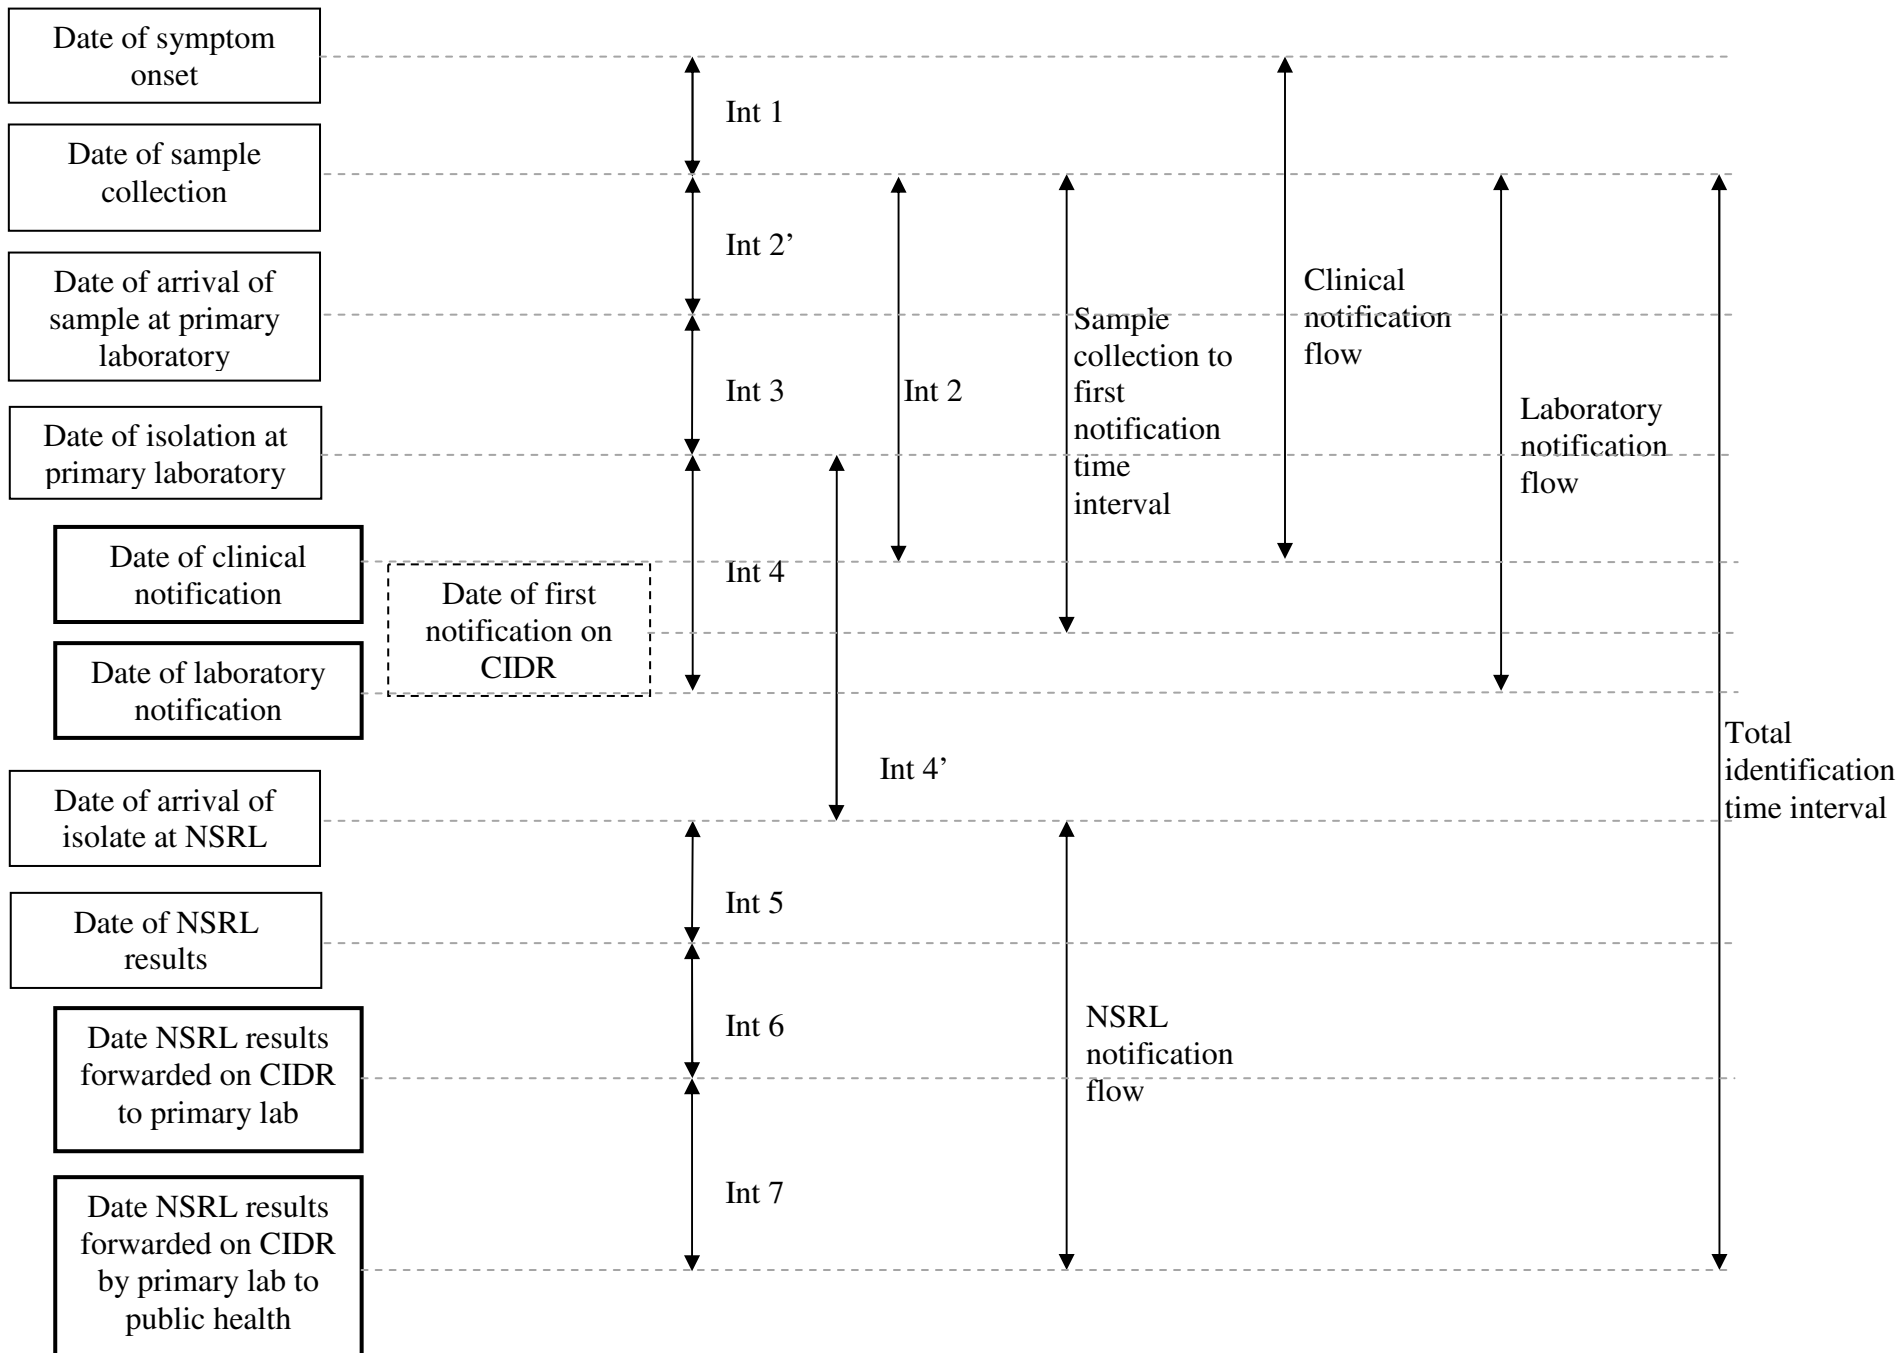 Date of symptom
onset
Int 1
Date of sample
collection
Int 2’
Date of arrival of
sample at primary
laboratory
Clinical
notification
flow
Sample
collection to
first
notification
time
interval
Int 3
Int 2
Laboratory
notification
flow
Date of isolation at
primary laboratory
Date of clinical
notification
Int 4
Date of first
notification on
CIDR
Date of laboratory
notification
Int 4’
Total
identification
time interval
Date of arrival of
isolate at NSRL
Int 5
Date of NSRL
results
Int 6
NSRL
notification
flow
Date NSRL results
forwarded on CIDR
to primary lab
Int 7
Date NSRL results
forwarded on CIDR
by primary lab to
public health